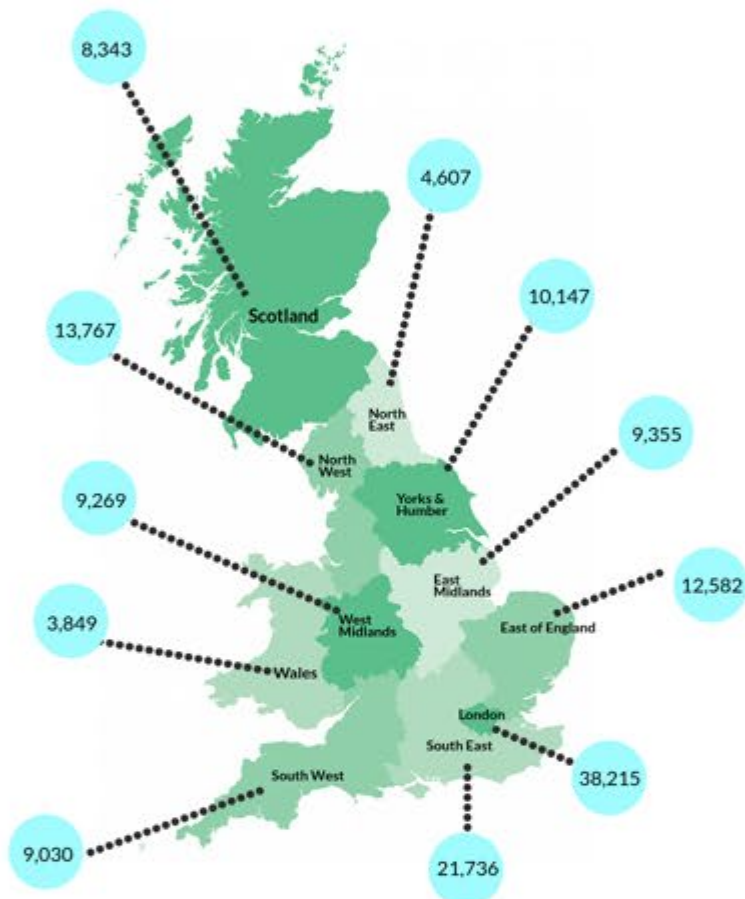 8,343
4,607
10,147
Scotland
13,767
North
East
9,355
North
West
9,269
Yorks &
Humber
East
Midlands
12,582
3,849
West
Midlands
East of England
Wales
London
South East
38,215
South West
9,030
21,736